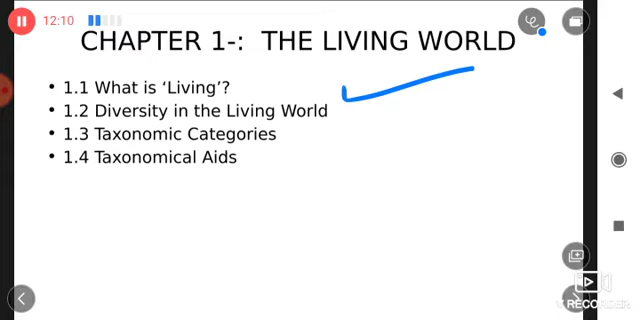 12:10
CHAPTER 1-:  THE LIVING WORLD
• 1.1 What is ‘Living’?
• 1.2 Diversity in the Living World
• 1.3 Taxonomic Categories
• 1.4 Taxonomical Aids
V RECORDER